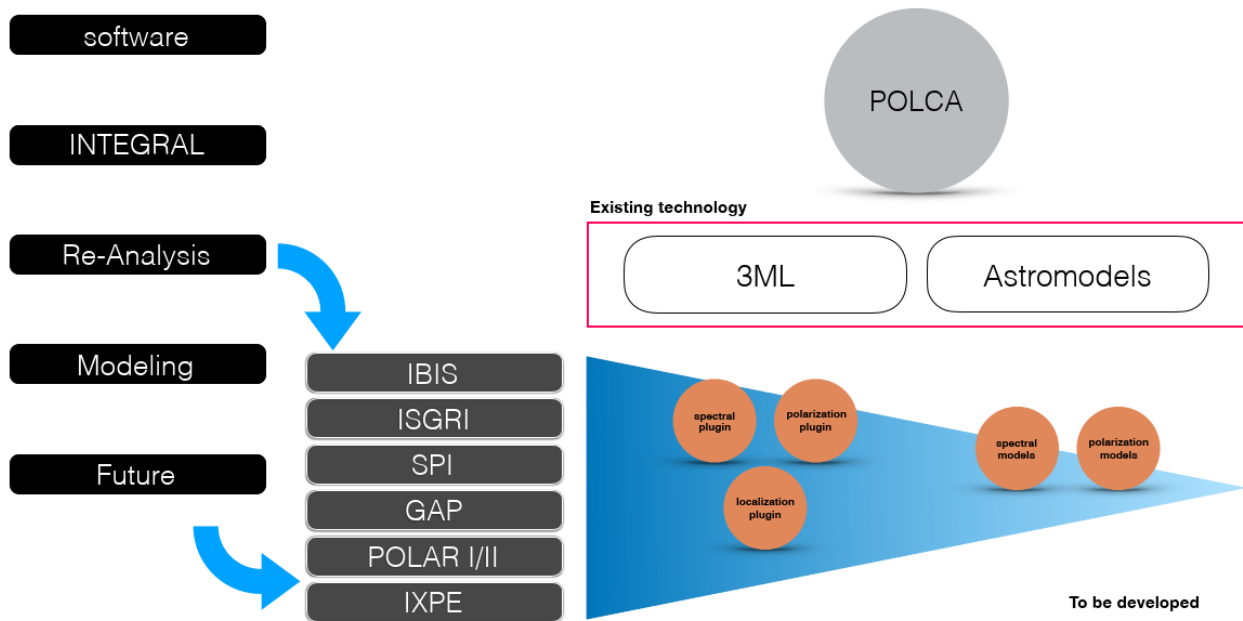 software
INTEGRAL
Re-Analysis
Modeling
Future
IBIS
ISGRI
SPI
GAP
POLAR I/II
IXPE
POLCA
Existing technology
3ML
Astromodels
spectral
plugin
polarization
plugin
localization
plugin
spectral
models
polarization
models
To be developed